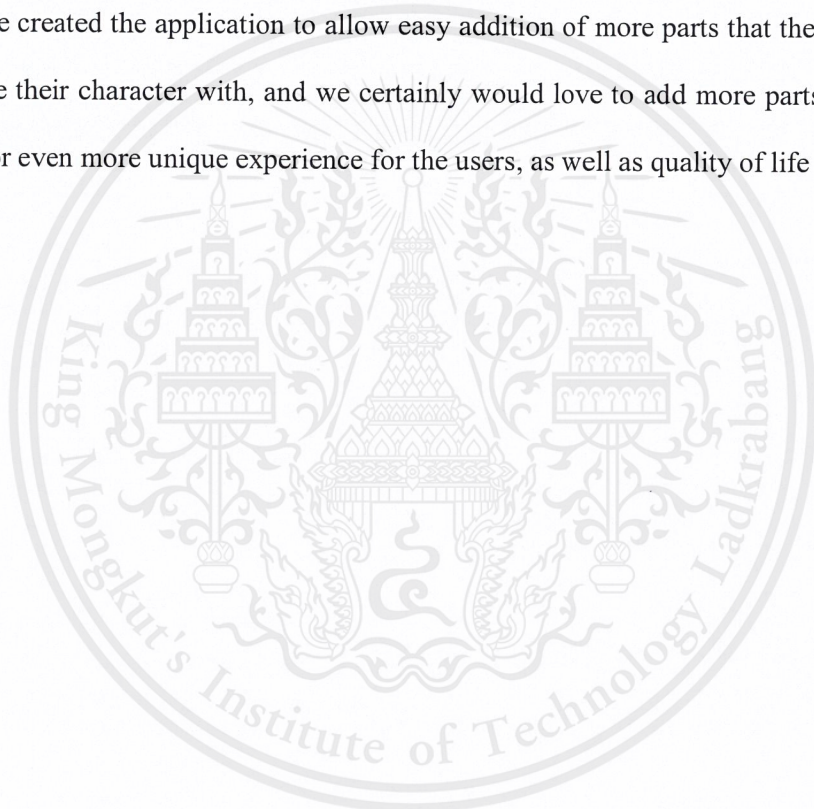 e created the application to allow easy addition of more parts that the
e their character with, and we certainly would love to add more parts
r even more unique experience for the users, as well as quality of life
King Mongkut's Institute of Technology Ladkrabang